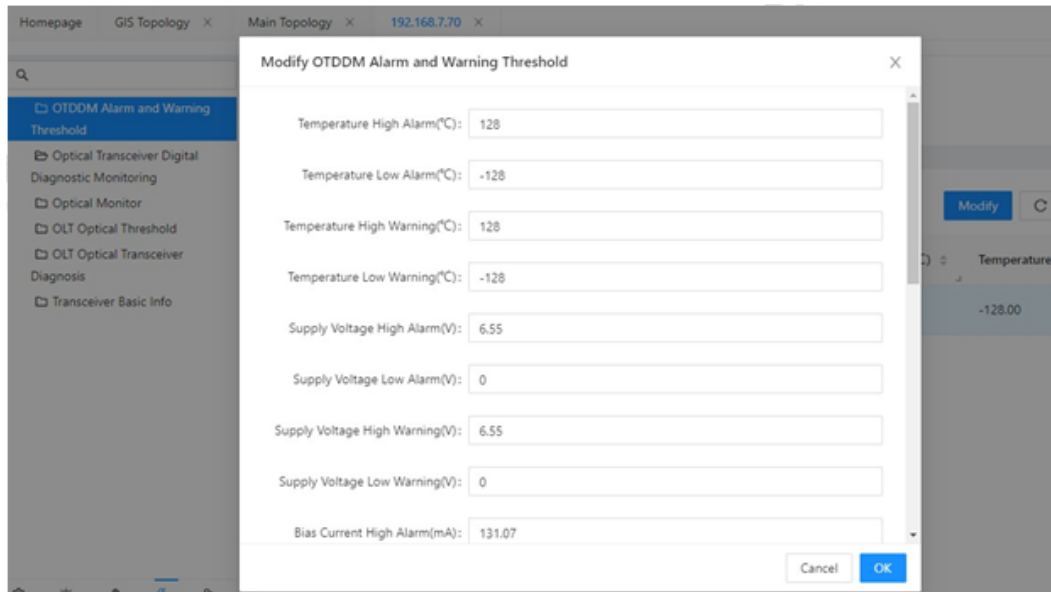 Homepage
GIS Topology ×
Main Topology ×
192.168.7.70 ×
OTDDM Alarm and Warning
Threshold
Optical Transceiver Digital
Diagnostic Monitoring
Optical Monitor
OLT Optical Threshold
OLT Optical Transceiver
Diagnosis
Transceiver Basic Info
Modify OTDDM Alarm and Warning Threshold
Temperature High Alarm(℃): 128
Temperature Low Alarm(℃): -128
Temperature High Warning(℃): 128
Temperature Low Warning(℃): -128
Supply Voltage High Alarm(V): 6.55
Supply Voltage Low Alarm(V): 0
Supply Voltage High Warning(V): 6.55
Supply Voltage Low Warning(V): 0
Bias Current High Alarm(mA): 131.07
Cancel
OK
Modify
Temperature
-128.00